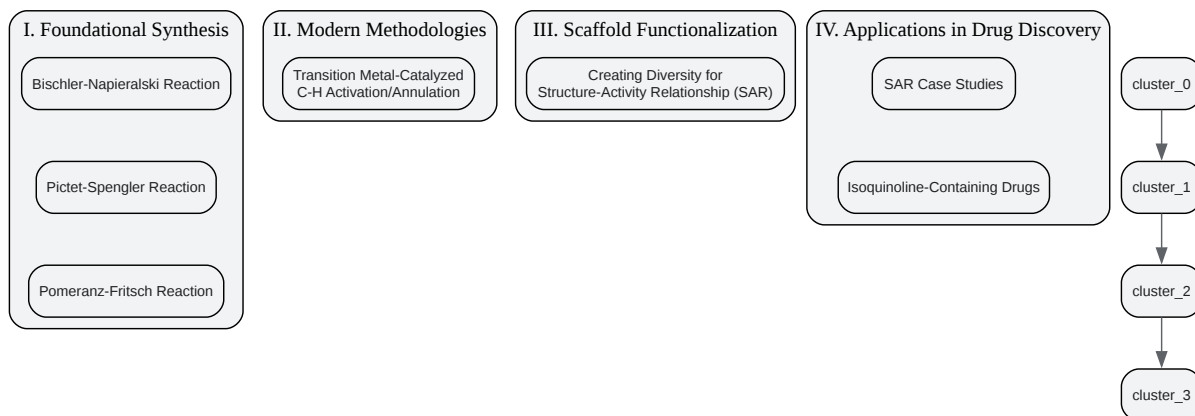 I. Foundational Synthesis
Bischler-Napieralski Reaction
Pictet-Spengler Reaction
Pomeranz-Fritsch Reaction
II. Modern Methodologies
Transition Metal-Catalyzed
C-H Activation/Annulation
III. Scaffold Functionalization
Creating Diversity for
Structure-Activity Relationship (SAR)
IV. Applications in Drug Discovery
SAR Case Studies
Isoquinoline-Containing Drugs
cluster_0
cluster_1
cluster_2
cluster_3